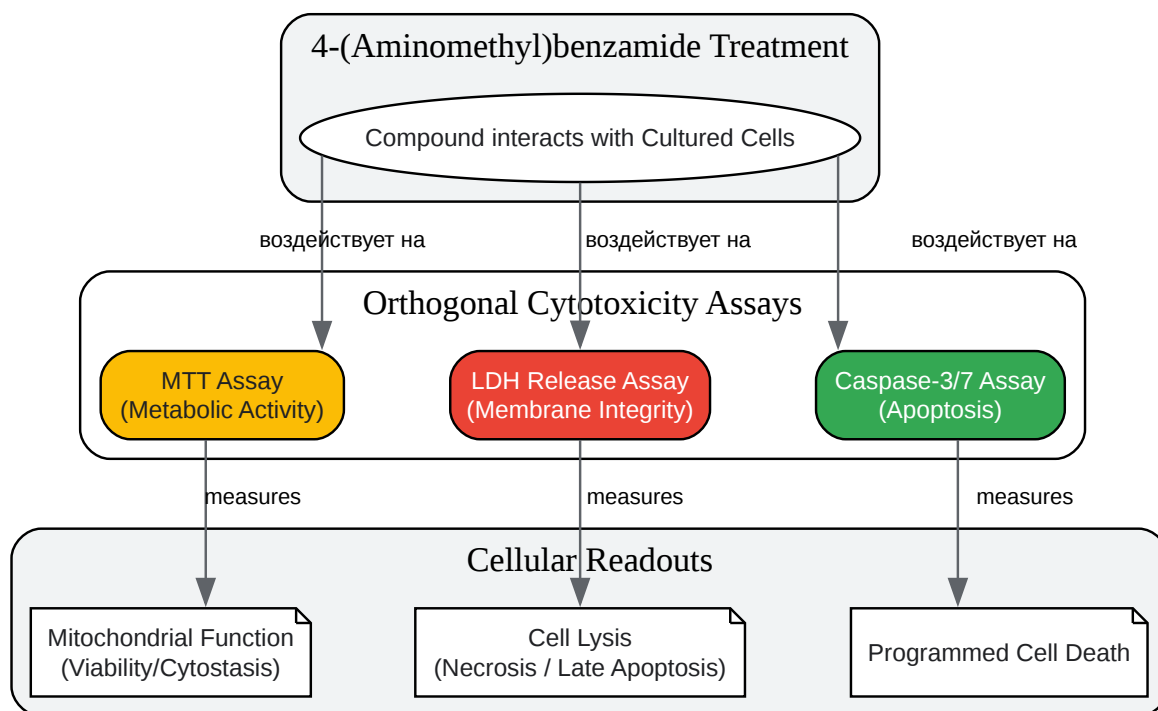 4-(Aminomethyl)benzamide Treatment
Compound interacts with Cultured Cells
воздействует на
воздействует на
воздействует на
Orthogonal Cytotoxicity Assays
MTT Assay
(Metabolic Activity)
LDH Release Assay
(Membrane Integrity)
Caspase-3/7 Assay
(Apoptosis)
measures
measures
measures
Cellular Readouts
Mitochondrial Function
(Viability/Cytostasis)
Cell Lysis
(Necrosis / Late Apoptosis)
Programmed Cell Death